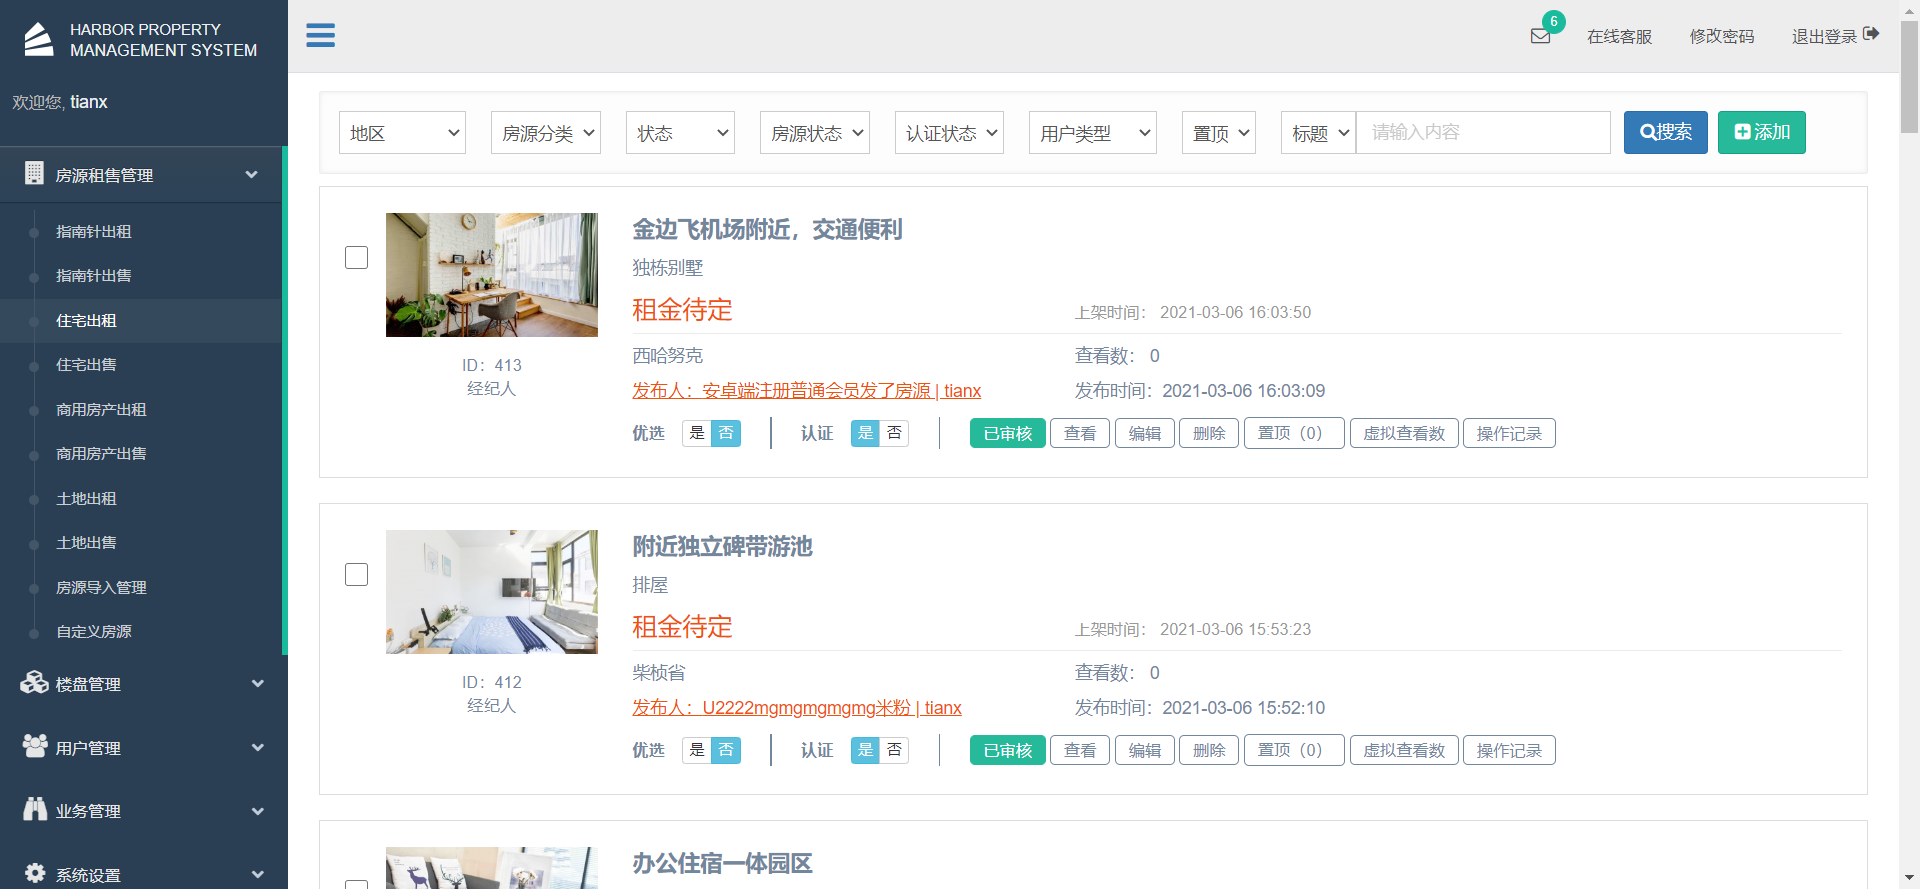 HARBOR PROPERTY
MANAGEMENT SYSTEM
欢迎您, tianx
房源租售管理
指南针出租
指南针出售
住宅出租
住宅出售
商用房产出租
商用房产出售
土地出租
土地出售
房源导入管理
自定义房源
楼盘管理
用户管理
业务管理
系统设置
6
在线客服
修改密码
退出登录
地区
房源分类
状态
房源状态
认证状态
用户类型
置顶
标题
请输入内容
搜索
添加
金边飞机场附近，交通便利
独栋别墅
租金待定
上架时间： 2021-03-06 16:03:50
ID：413
经纪人
西哈努克
查看数： 0
发布人：安卓端注册普通会员发了房源 | tianx
发布时间：2021-03-06 16:03:09
优选 是 否 认证 是 否 已审核 查看 编辑 删除 置顶（0） 虚拟查看数 操作记录
附近独立碑带游池
排屋
租金待定
上架时间： 2021-03-06 15:53:23
ID：412
经纪人
柴桢省
查看数： 0
发布人：U2222mgmgmgmgmg米粉 | tianx
发布时间：2021-03-06 15:52:10
优选 是 否 认证 是 否 已审核 查看 编辑 删除 置顶（0） 虚拟查看数 操作记录
办公住宿一体园区